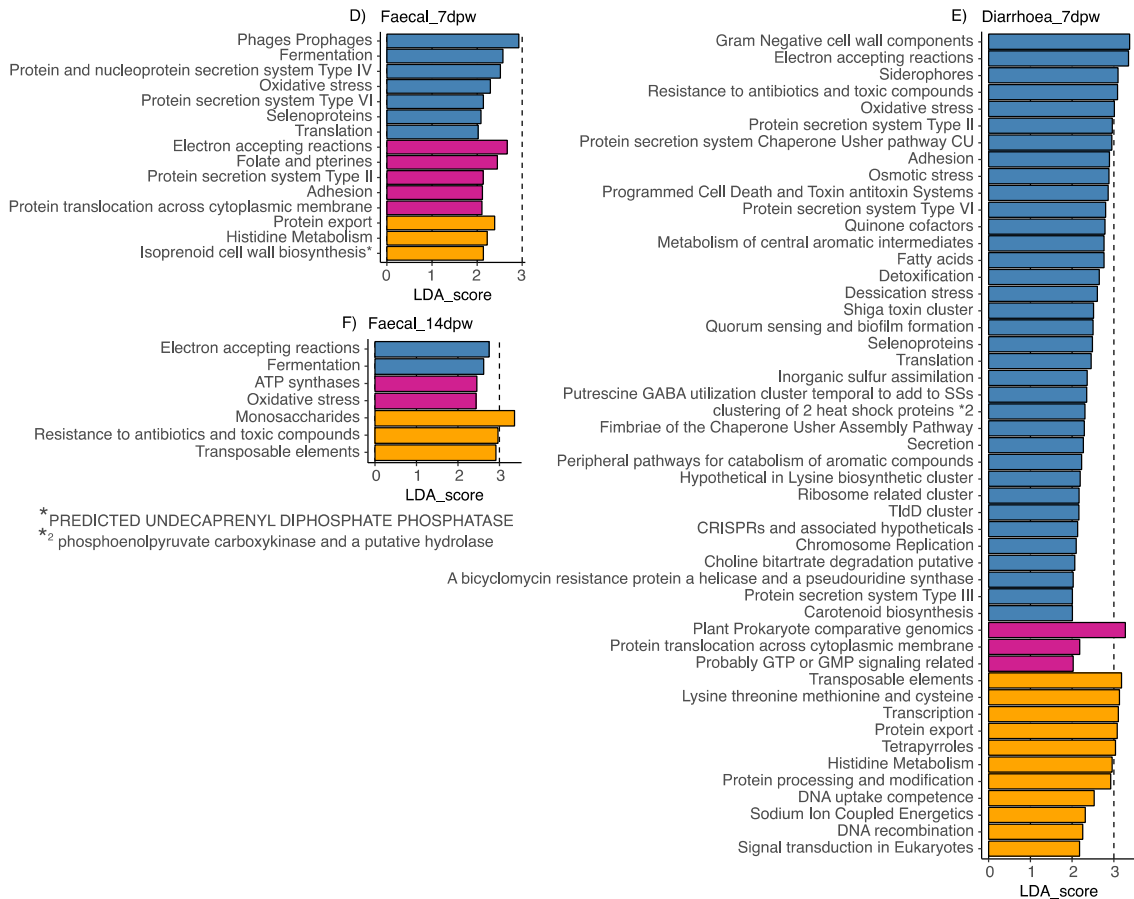 D) Faecal_7dpw
Phages Prophages
Fermentation
Protein and nucleoprotein secretion system Type IV
Oxidative stress
Protein secretion system Type VI
Selenoproteins
Translation
Electron accepting reactions
Folate and pterines
Protein secretion system Type II
Adhesion
Protein translocation across cytoplasmic membrane
Protein export
Histidine Metabolism
Isoprenoid cell wall biosynthesis*
0 1 2 3
LDA_score
F) Faecal_14dpw
Electron accepting reactions
Fermentation
ATP synthases
Oxidative stress
Monosaccharides
Resistance to antibiotics and toxic compounds
Transposable elements
0 1 2 3
LDA_score
*PREDICTED UNDECAPRENYL DIPHOSPHATE PHOSPHATASE
*2 phosphoenolpyruvate carboxykinase and a putative hydrolase
E) Diarrhoea_7dpw
Gram Negative cell wall components
Electron accepting reactions
Siderophores
Resistance to antibiotics and toxic compounds
Oxidative stress
Protein secretion system Type II
Protein secretion system Chaperone Usher pathway CU
Adhesion
Osmotic stress
Programmed Cell Death and Toxin antitoxin Systems
Protein secretion system Type VI
Quinone cofactors
Metabolism of central aromatic intermediates
Fatty acids
Detoxification
Dessication stress
Shiga toxin cluster
Quorum sensing and biofilm formation
Selenoproteins
Translation
Inorganic sulfur assimilation
Putrescine GABA utilization cluster temporal to add to SSs
clustering of 2 heat shock proteins *2
Fimbriae of the Chaperone Usher Assembly Pathway
Secretion
Peripheral pathways for catabolism of aromatic compounds
Hypothetical in Lysine biosynthetic cluster
Ribosome related cluster
TldD cluster
CRISPRs and associated hypotheticals
Chromosome Replication
Choline bitartrate degradation putative
A bicyclomycin resistance protein a helicase and a pseudouridine synthase
Protein secretion system Type III
Carotenoid biosynthesis
Plant Prokaryote comparative genomics
Protein translocation across cytoplasmic membrane
Probably GTP or GMP signaling related
Transposable elements
Lysine threonine methionine and cysteine
Transcription
Protein export
Tetrapyrroles
Histidine Metabolism
Protein processing and modification
DNA uptake competence
Sodium Ion Coupled Energetics
DNA recombination
Signal transduction in Eukaryotes
0 1 2 3
LDA_score